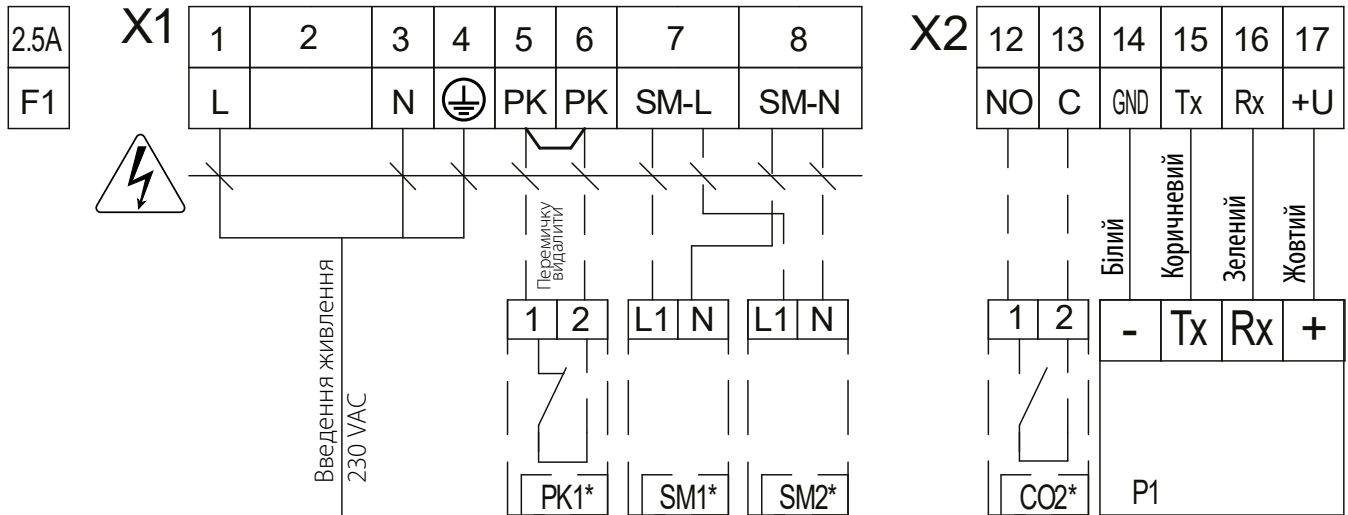 2.5A
F1
X1
1 2 3 4 5 6 7 8
L N PK PK SM-L SM-N
Перемичку
видалити
Введення живлення
230 VAC
1 2
PK1*
L1 N
SM1*
L1 N
SM2*
X2
12 13 14 15 16 17
NO C GND Tx Rx +U
Білий
Коричневий
Зелений
Жовтий
1 2
CO2*
- Tx Rx +
P1